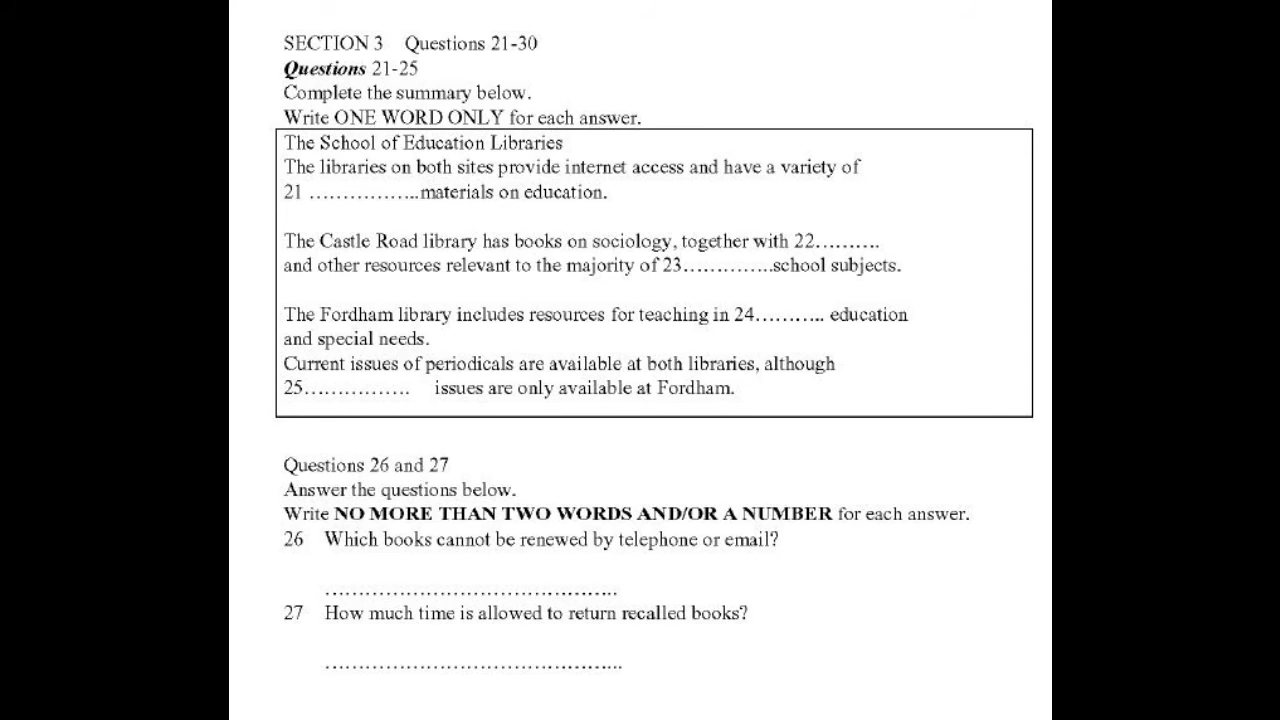 SECTION 3 Questions 21-30
Questions 21-25
Complete the summary below.
Write ONE WORD ONLY for each answer.
The School of Education Libraries
The libraries on both sites provide internet access and have a variety of
21 ……………..materials on education.
The Castle Road library has books on sociology, together with 22……….
and other resources relevant to the majority of 23…………..school subjects.
The Fordham library includes resources for teaching in 24……….. education
and special needs.
Current issues of periodicals are available at both libraries, although
25……………. issues are only available at Fordham.
Questions 26 and 27
Answer the questions below.
Write NO MORE THAN TWO WORDS AND/OR A NUMBER for each answer.
26 Which books cannot be renewed by telephone or email?
……………………………………..
27 How much time is allowed to return recalled books?
……………………………………...